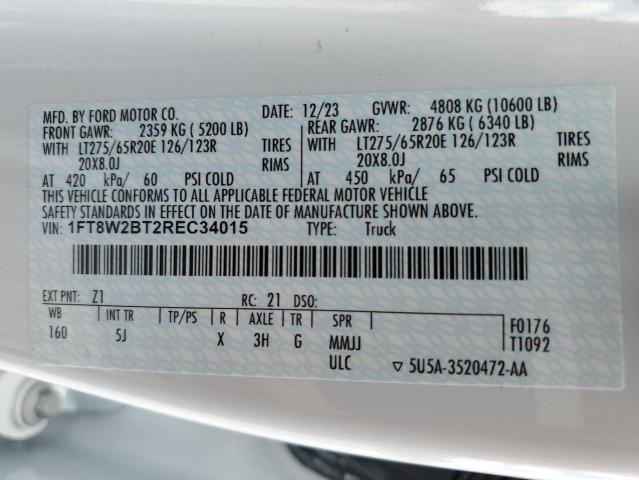 MFD. BY FORD MOTOR CO. DATE: 12/23 GVWR: 4808 KG (10600 LB)
FRONT GAWR: 2359 KG ( 5200 LB) REAR GAWR: 2876 KG ( 6340 LB)
WITH LT275/65R20E 126/123R TIRES WITH LT275/65R20E 126/123R TIRES
20X8.0J RIMS 20X8.0J RIMS
AT 420 kPa/ 60 PSI COLD AT 450 kPa/ 65 PSI COLD
THIS VEHICLE CONFORMS TO ALL APPLICABLE FEDERAL MOTOR VEHICLE
SAFETY STANDARDS IN EFFECT ON THE DATE OF MANUFACTURE SHOWN ABOVE.
VIN: 1FT8W2BT2REC34015 TYPE: Truck
EXT PNT: Z1 RC: 21 DSO:
WB INT TR TP/PS R AXLE TR SPR F0176
160 5J X 3H G MMJJ T1092
ULC ▽ 5U5A-3520472-AA